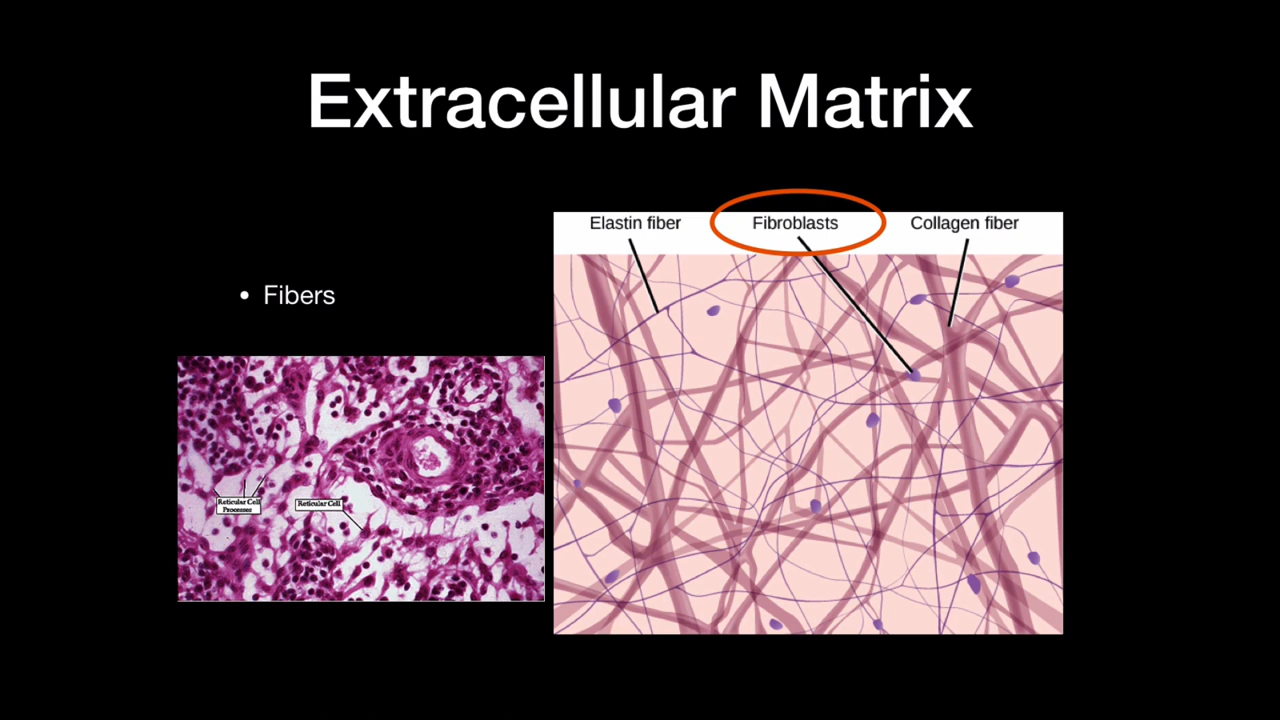 Extracellular Matrix
• Fibers
Elastin fiber
Fibroblasts
Collagen fiber
Reticular Cell
Processes
Reticular Cell